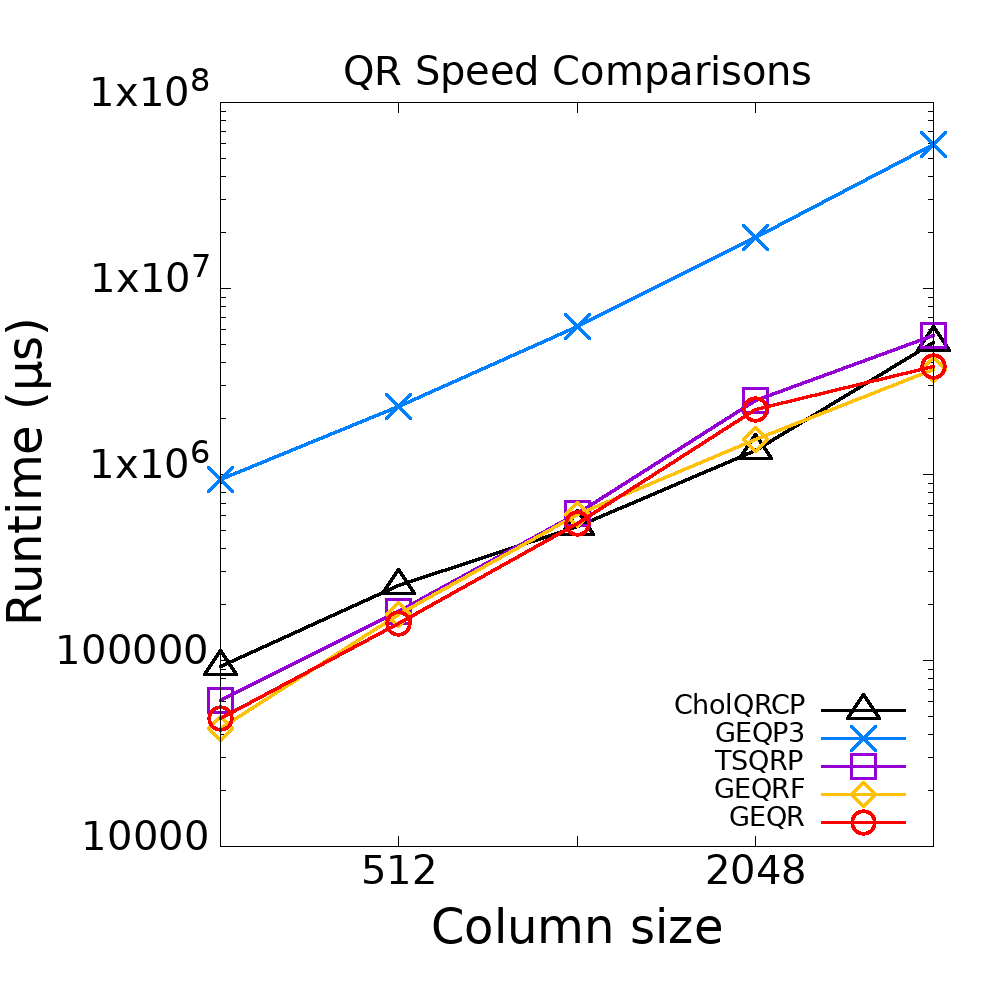 QR Speed Comparisons
1x10⁸
1x10⁷
1x10⁶
100000
10000
Runtime (µs)
CholQRCP
GEQP3
TSQRP
GEQRF
GEQR
512 2048
Column size